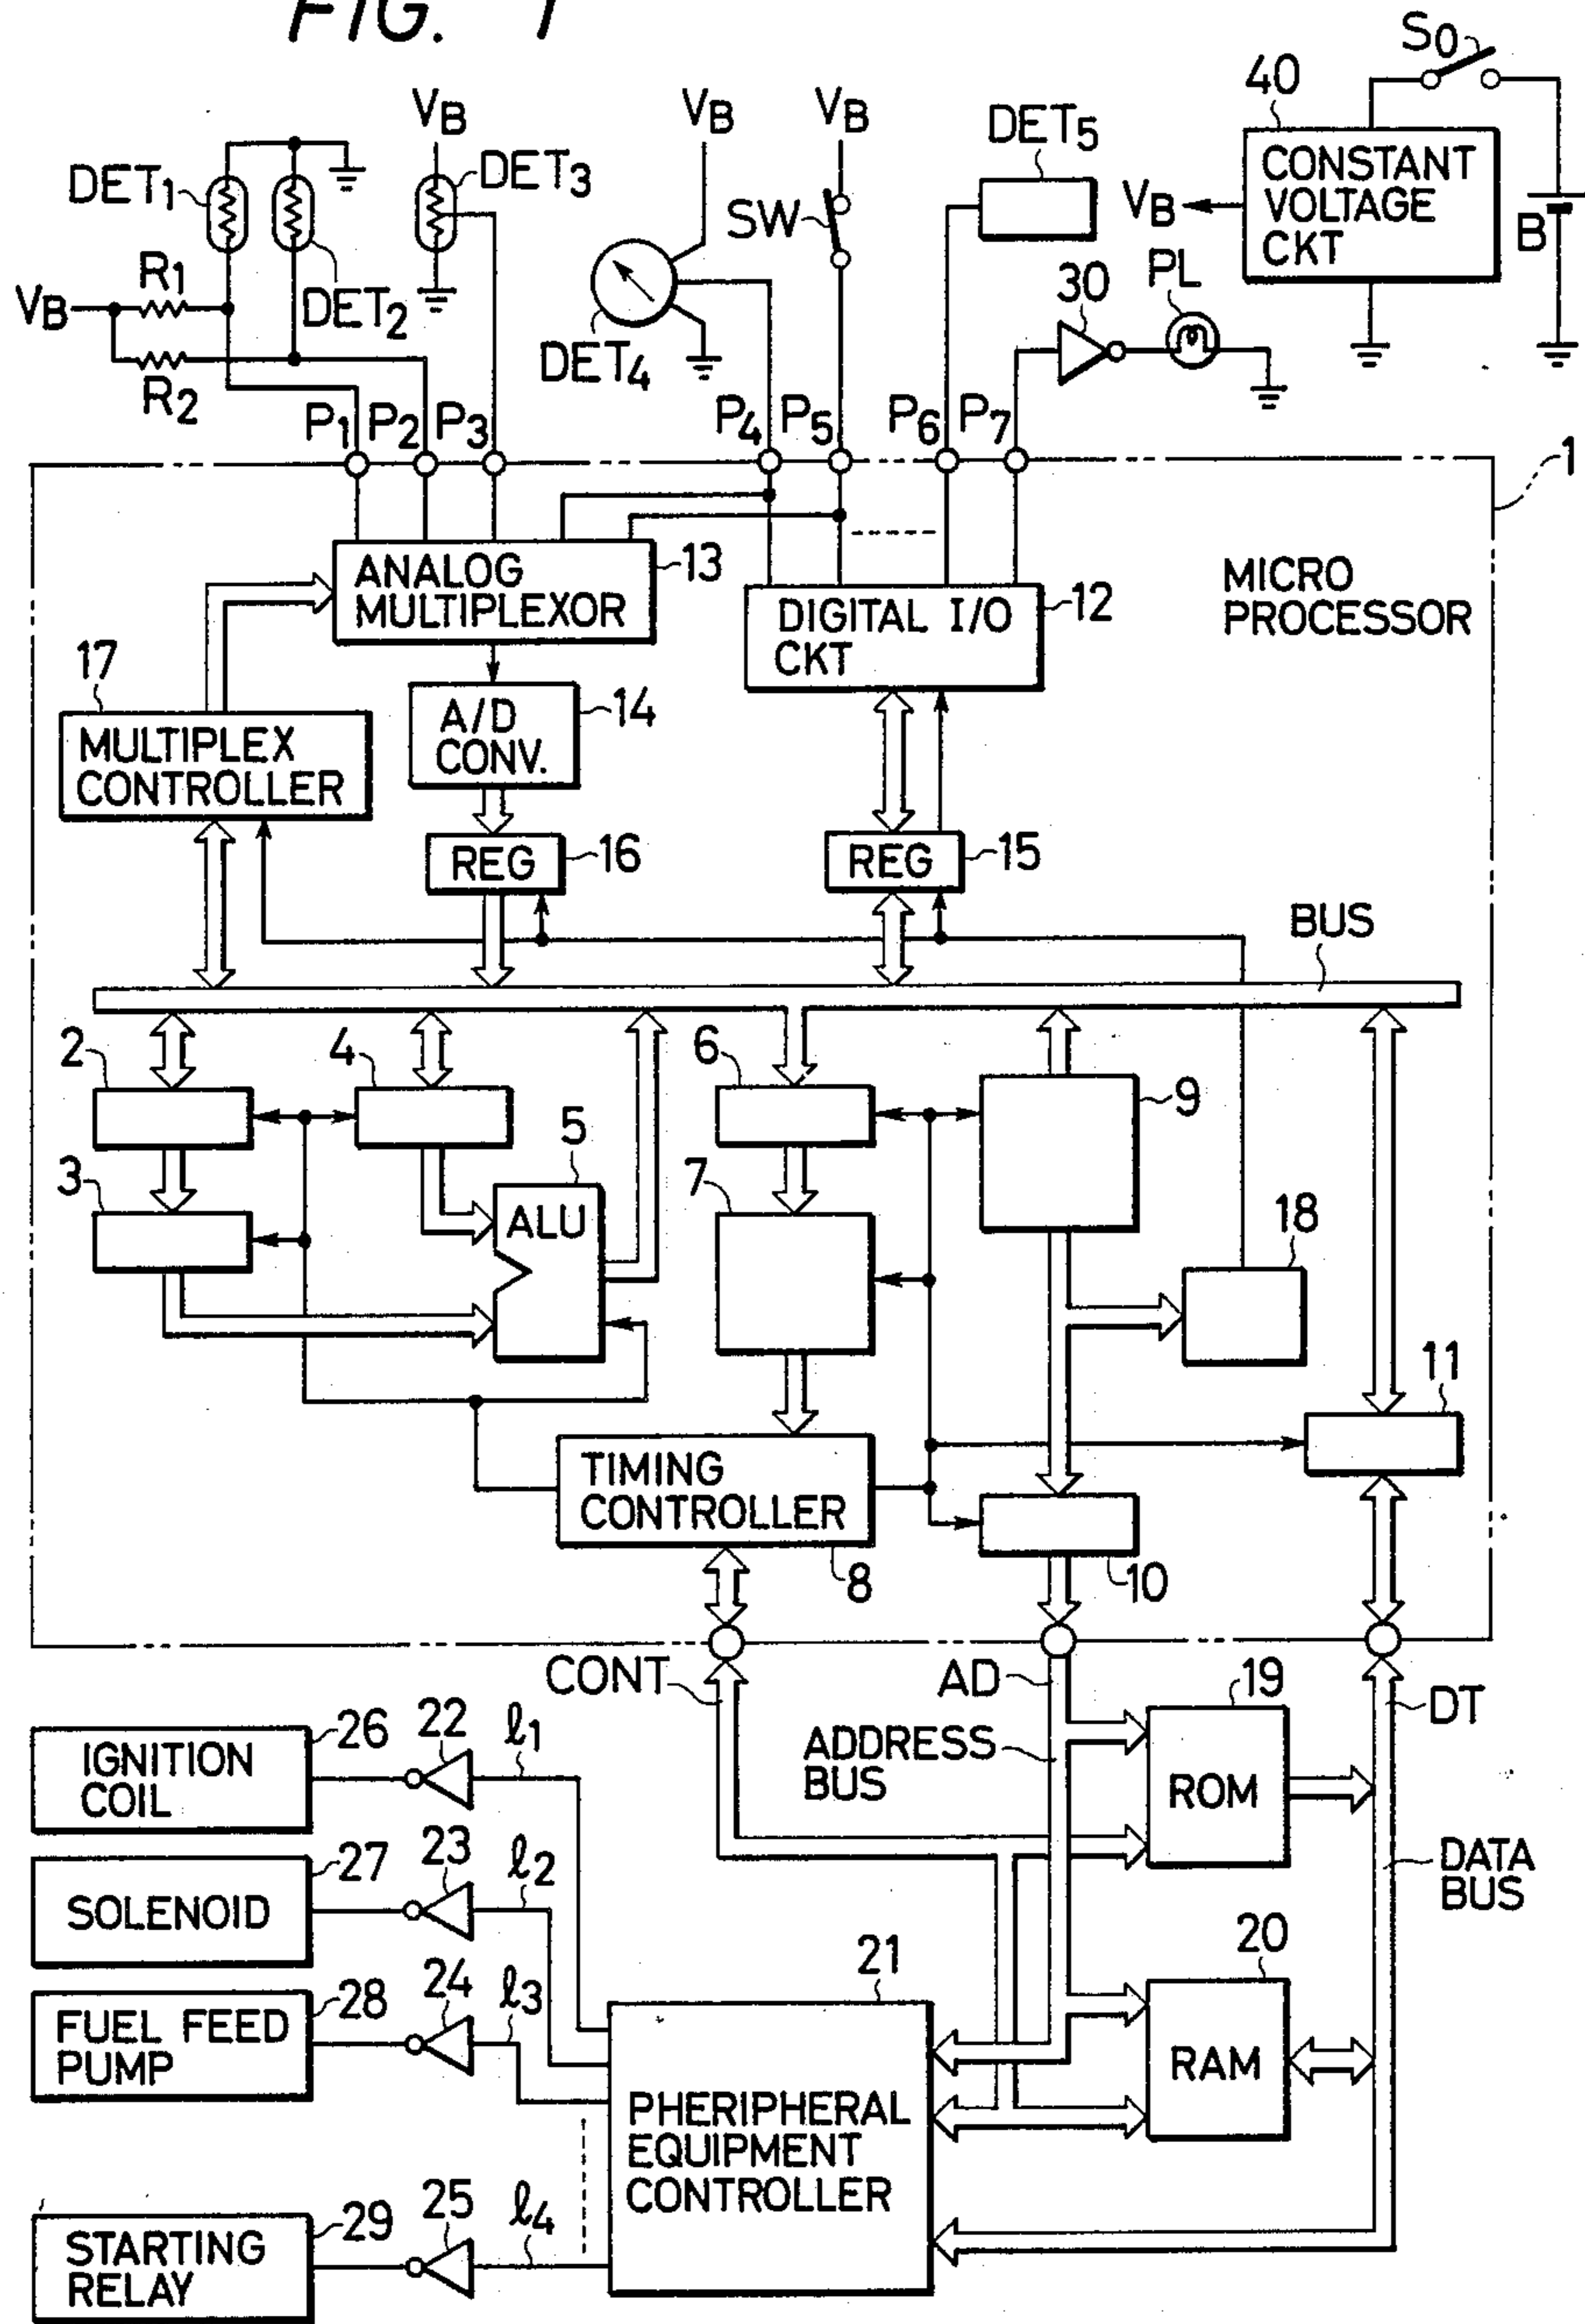 FIG. 1
S0
40
VB
VB
VB
DET5
CONSTANT
VOLTAGE
CKT
DET1
DET3
SW
VB
B
R1
DET2
30
PL
VB
DET4
R2
P1
P2
P3
P4
P5
P6
P7
1
ANALOG
MULTIPLEXOR
13
DIGITAL I/O
CKT
12
MICRO
PROCESSOR
17
MULTIPLEX
CONTROLLER
A/D
CONV.
14
REG
16
REG
15
BUS
2
4
6
9
3
5
ALU
7
18
11
TIMING
CONTROLLER
8
10
CONT
AD
19
DT
IGNITION
COIL
26
22
l1
ADDRESS
BUS
ROM
SOLENOID
27
23
l2
DATA
BUS
20
21
FUEL FEED
PUMP
28
24
l3
RAM
PHERIPHERAL
EQUIPMENT
CONTROLLER
STARTING
RELAY
29
25
l4